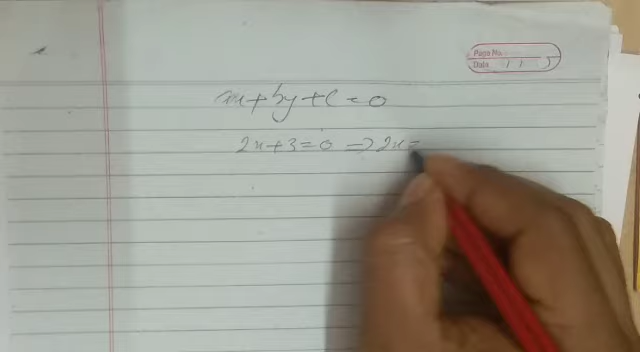 Page No.
Date
ax+by+c=0
2x+3=0 ⇒ 2x=